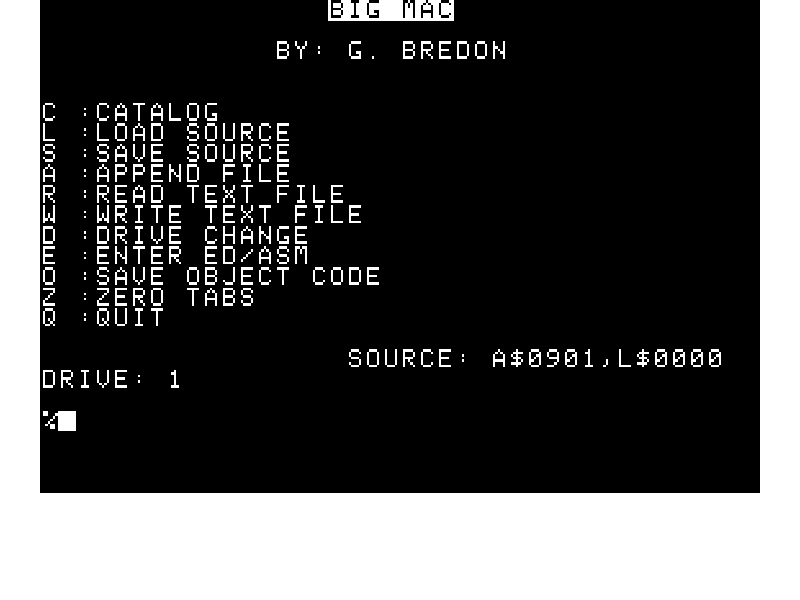 BIG MAC
BY: G. BREDON
C :CATALOG
L :LOAD SOURCE
S :SAVE SOURCE
A :APPEND FILE
R :READ TEXT FILE
W :WRITE TEXT FILE
D :DRIVE CHANGE
E :ENTER ED/ASM
O :SAVE OBJECT CODE
Z :ZERO TABS
Q :QUIT
SOURCE: A$0901,L$0000
DRIVE: 1
%